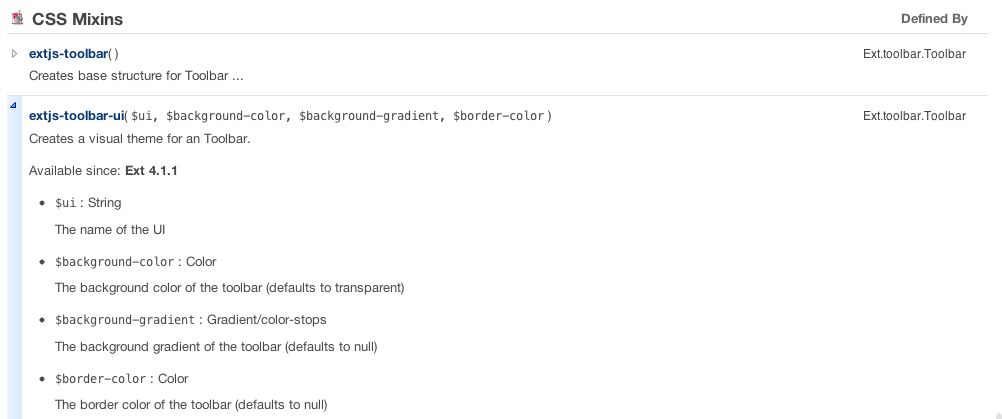 CSS Mixins Defined By
extjs-toolbar( ) Ext.toolbar.Toolbar
Creates base structure for Toolbar ...
extjs-toolbar-ui( $ui, $background-color, $background-gradient, $border-color ) Ext.toolbar.Toolbar
Creates a visual theme for an Toolbar.
Available since: Ext 4.1.1
• $ui : String
The name of the UI
• $background-color : Color
The background color of the toolbar (defaults to transparent)
• $background-gradient : Gradient/color-stops
The background gradient of the toolbar (defaults to null)
• $border-color : Color
The border color of the toolbar (defaults to null)